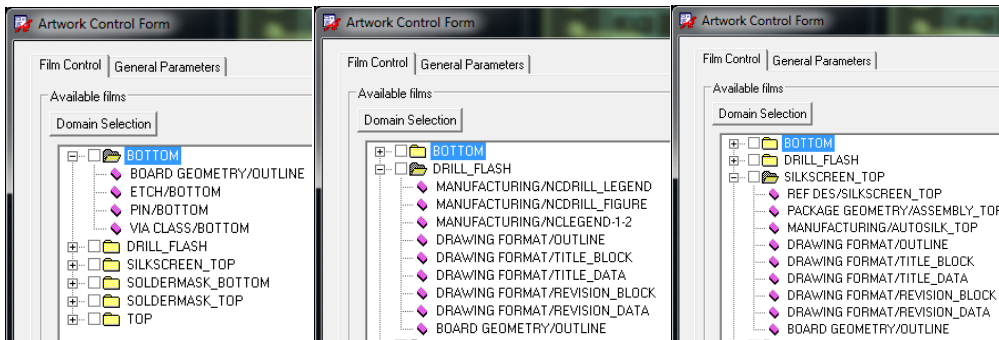 Artwork Control Form
Film Control
General Parameters
Available films
Domain Selection
BOTTOM
BOARD GEOMETRY/OUTLINE
ETCH/BOTTOM
PIN/BOTTOM
VIA CLASS/BOTTOM
DRILL_FLASH
SILKSCREEN_TOP
SOLDERMASK_BOTTOM
SOLDERMASK_TOP
TOP
Artwork Control Form
Film Control
General Parameters
Available films
Domain Selection
BOTTOM
DRILL_FLASH
MANUFACTURING/NCDRILL_LEGEND
MANUFACTURING/NCDRILL_FIGURE
MANUFACTURING/NCLEGEND-1-2
DRAWING FORMAT/OUTLINE
DRAWING FORMAT/TITLE_BLOCK
DRAWING FORMAT/TITLE_DATA
DRAWING FORMAT/REVISION_BLOCK
DRAWING FORMAT/REVISION_DATA
BOARD GEOMETRY/OUTLINE
Artwork Control Form
Film Control
General Parameters
Available films
Domain Selection
BOTTOM
DRILL_FLASH
SILKSCREEN_TOP
REF DES/SILKSCREEN_TOP
PACKAGE GEOMETRY/ASSEMBLY_TOP
MANUFACTURING/AUTOSILK_TOP
DRAWING FORMAT/OUTLINE
DRAWING FORMAT/TITLE_BLOCK
DRAWING FORMAT/TITLE_DATA
DRAWING FORMAT/REVISION_BLOCK
DRAWING FORMAT/REVISION_DATA
BOARD GEOMETRY/OUTLINE